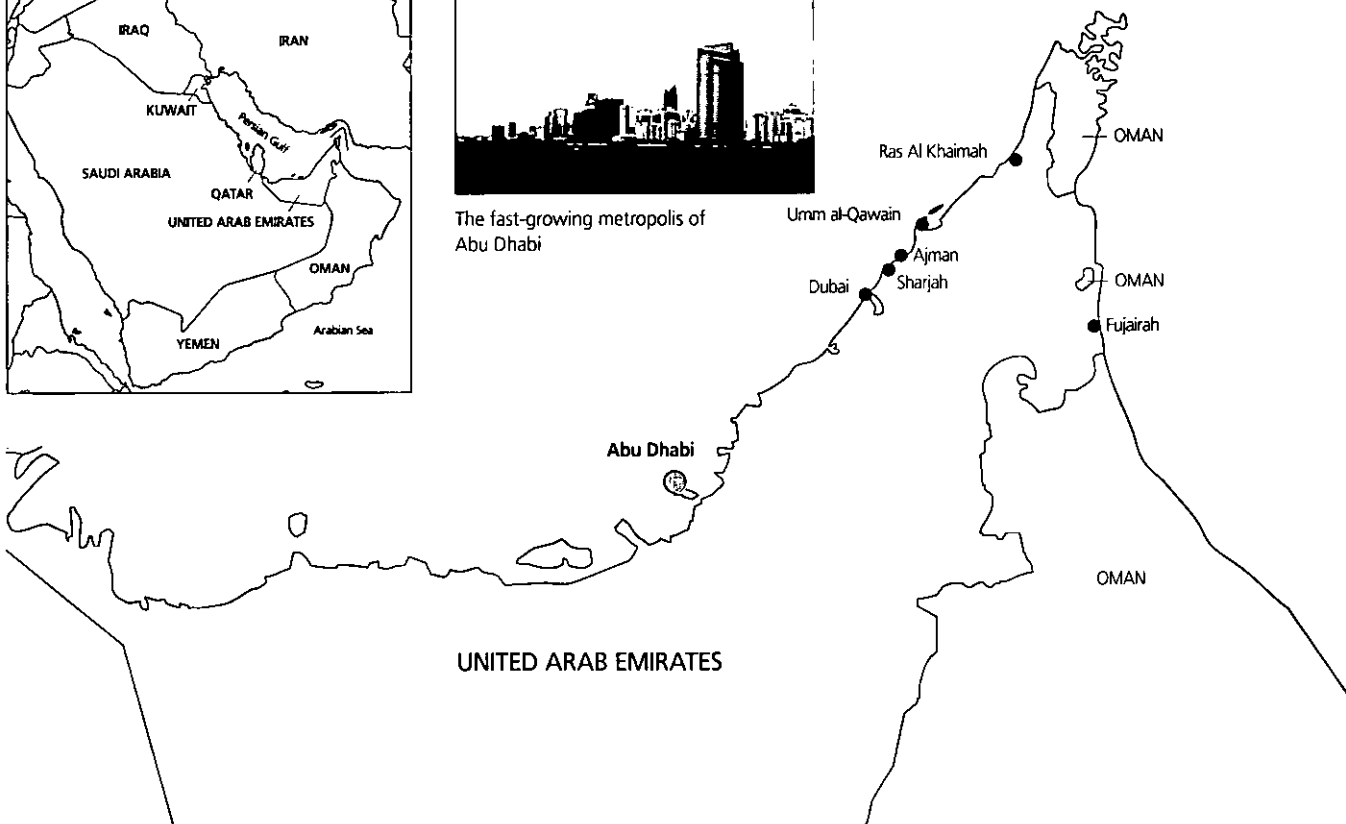 IRAQ
IRAN
KUWAIT
Persian Gulf
SAUDI ARABIA
QATAR
UNITED ARAB EMIRATES
OMAN
YEMEN
Arabian Sea
The fast-growing metropolis of
Abu Dhabi
Ras Al Khaimah
OMAN
Umm al-Qawain
Ajman
Sharjah
Dubai
OMAN
Fujairah
Abu Dhabi
OMAN
UNITED ARAB EMIRATES